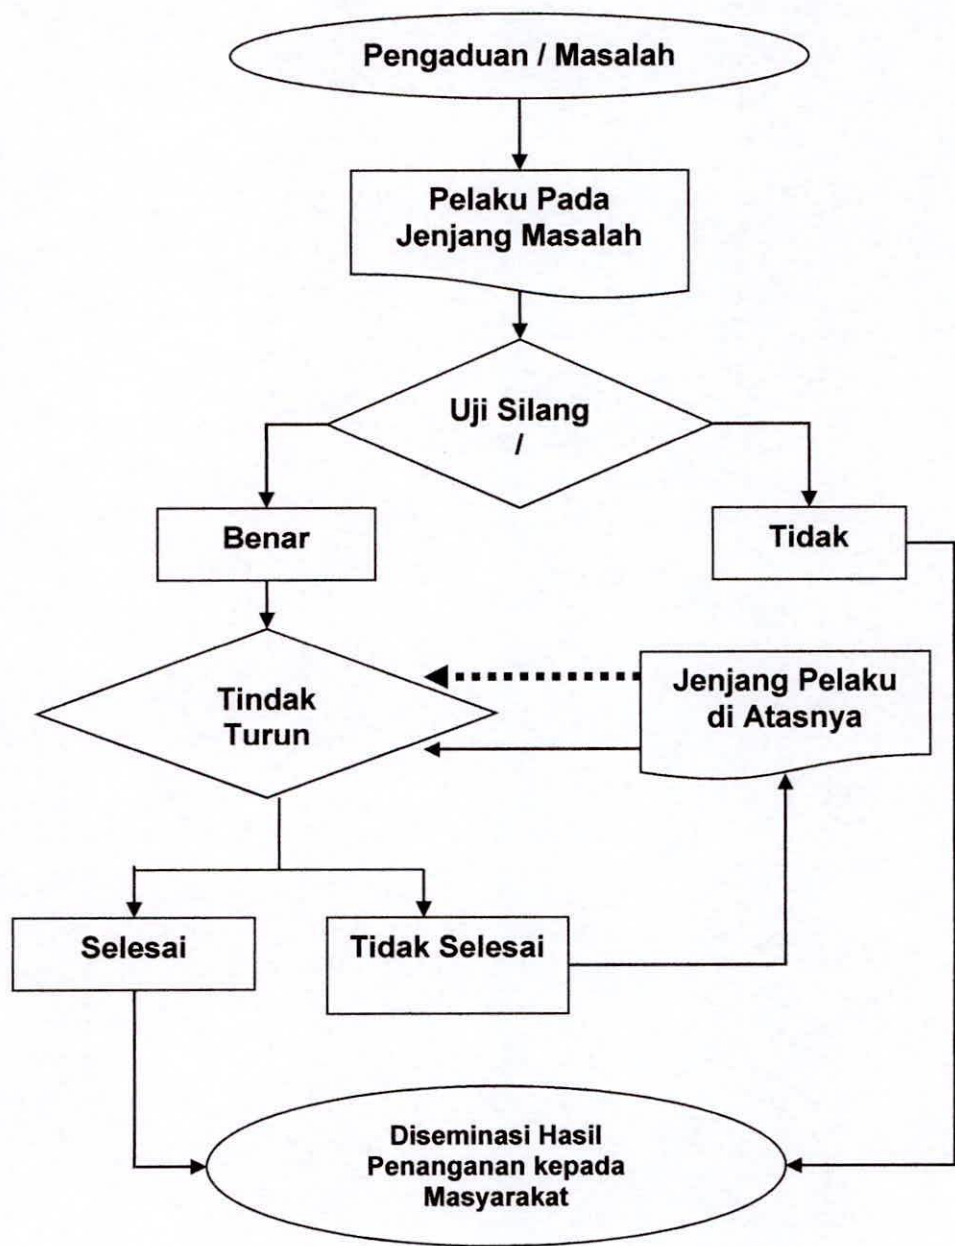 Pengaduan / Masalah
Pelaku Pada
Jenjang Masalah
Uji Silang
/
Benar
Tidak
Tindak
Turun
Jenjang Pelaku
di Atasnya
Selesai
Tidak Selesai
Diseminasi Hasil
Penanganan kepada
Masyarakat